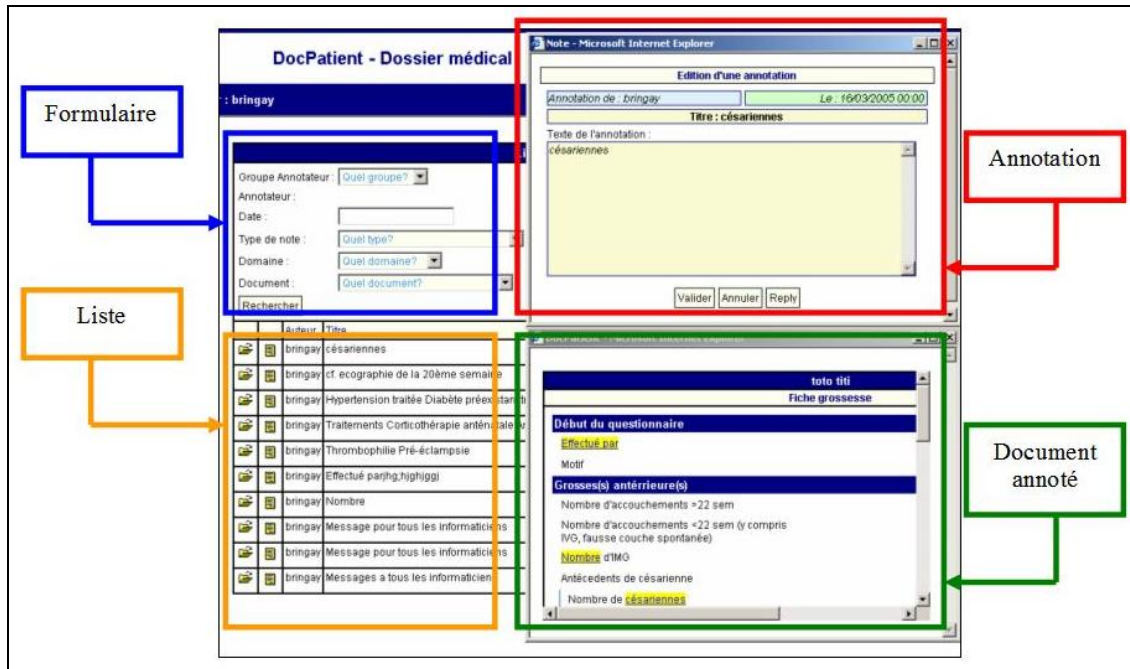 DocPatient - Dossier médical
: bringay
Formulaire
Groupe Annotateur : Quel groupe?
Annotateur :
Date :
Type de note : Quel type?
Domaine : Quel domaine?
Document : Quel document?
Rechercher
Liste
Auteur Titre
bringay césariennes
bringay cf. ecographie de la 20ème semaine
bringay Hypertension traitée Diabète préexistant
bringay Traitements Corticothérapie anténatale
bringay Thrombophilie Pré-éclampsie
bringay Effectué parjhg;hjghjggj
bringay Nombre
bringay Message pour tous les informaticiens
bringay Message pour tous les informaticiens
bringay Messages a tous les informaticien
Note - Microsoft Internet Explorer
Edition d'une annotation
Annotation de : bringay Le : 16/03/2005 00:00
Titre : césariennes
Texte de l'annotation :
césariennes
Valider Annuler Reply
Annotation
DocPatient - Microsoft Internet Explorer
toto titi
Fiche grossesse
Début du questionnaire
Effectué par
Motif
Grosses(s) antérrieure(s)
Nombre d'accouchements >22 sem
Nombre d'accouchements <22 sem (y compris
IVG, fausse couche spontanée)
Nombre d'IMG
Antécedents de césarienne
Nombre de césariennes
Document
annoté